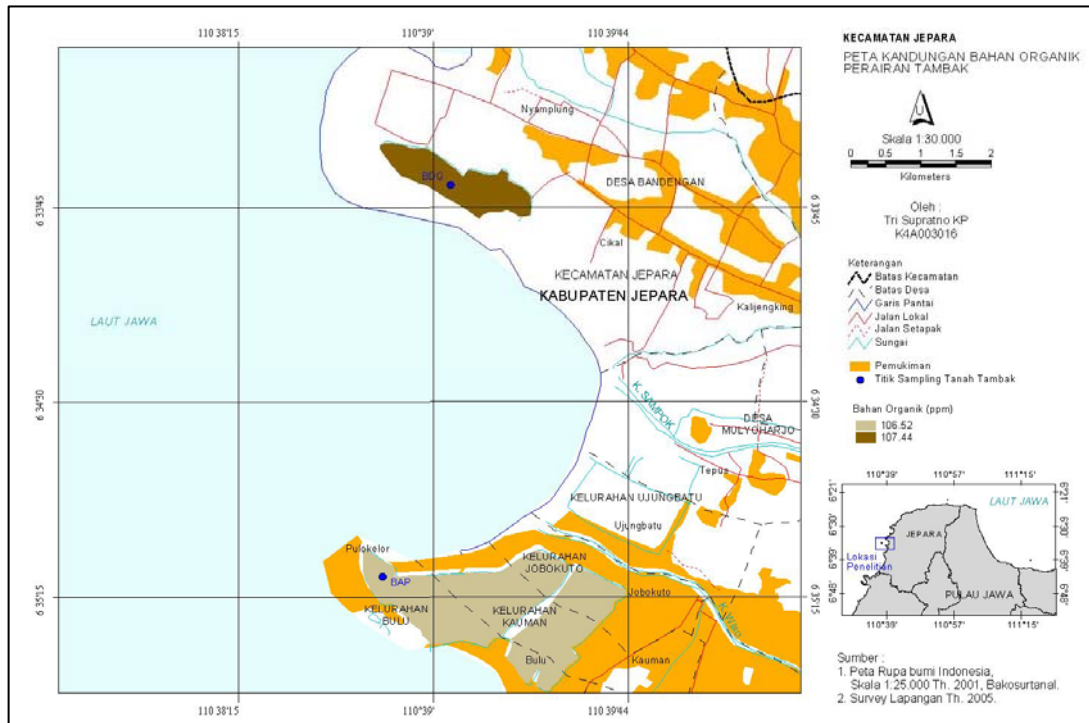 110 38'15
110°39'
110 39'44
Nyamplung
BDG
DESA BANDENGAN
6 33'45
6 33'45
Cikal
KECAMATAN JEPARA
KABUPATEN JEPARA
Kalijengking
LAUT JAWA
6 34'30
6 34'30
K. SAMPOK
DESA
MULYOHARJO
Tepus
KELURAHAN UJUNGBATU
Ujungbatu
Pulokelor
KELURAHAN
JOBOKUTO
BAP
6 35'15
6 35'15
Jobokuto
KELURAHAN
BULU
KELURAHAN
KAUMAN
K. Wiso
Bulu
Kauman
110 38'15
110°39'
110 39'44
KECAMATAN JEPARA
PETA KANDUNGAN BAHAN ORGANIK
PERAIRAN TAMBAK
U
Skala 1:30.000
0 0.5 1 2
Kilometers
Oleh :
Tri Supratno KP
K4A003016
Keterangan
Batas Kecamatan
Batas Desa
Garis Pantai
Jalan Lokal
Jalan Setapak
Sungai
Pemukiman
Titik Sampling Tanah Tambak
Bahan Organik (ppm)
106.52
107.44
110°39' 110°57' 111°15'
6°21'
6°21'
LAUT JAWA
6°30'
6°30'
JEPARA
Lokasi
Penelitian
6°39'
6°39'
6°48'
6°48'
PULAU JAWA
110°39' 110°57' 111°15'
Sumber :
1. Peta Rupa bumi Indonesia,
Skala 1:25.000 Th. 2001, Bakosurtanal.
2. Survey Lapangan Th. 2005.